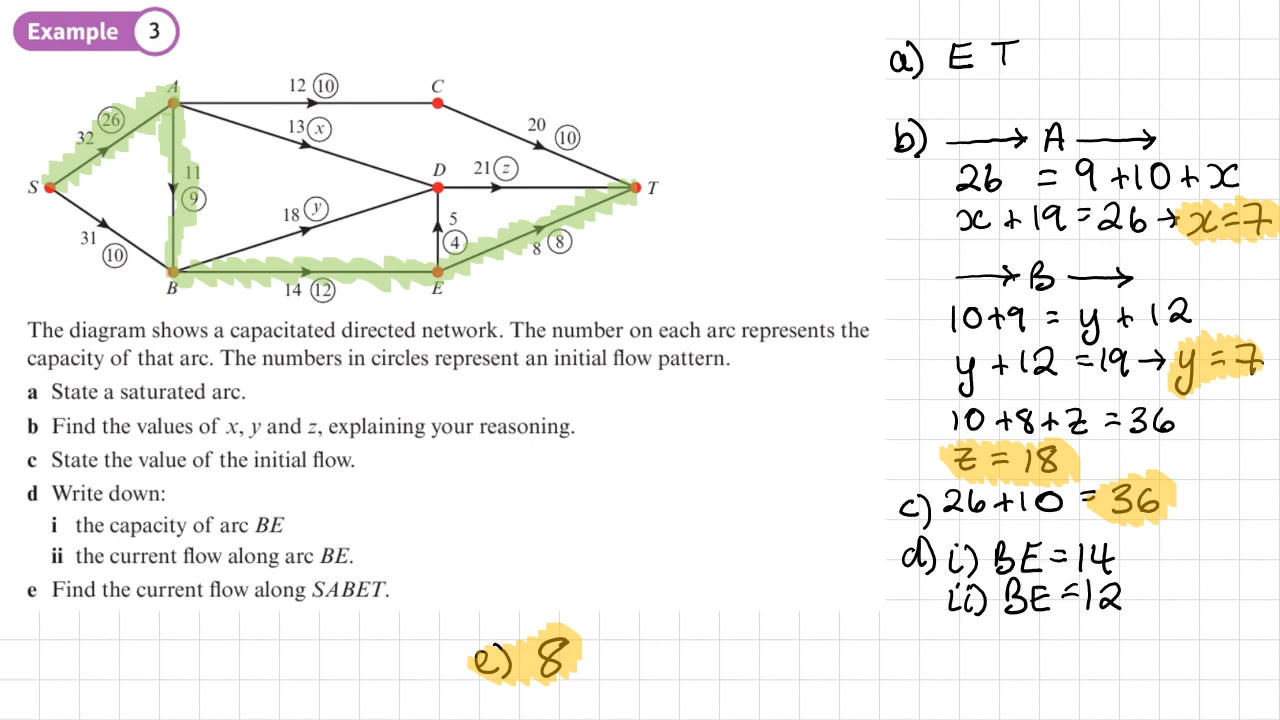 Example 3
A
12 10
C
26
32
13 x
20
10
11
D
21 z
S
T
9
18 y
5
31
10
4
8 8
B
14 12
E
The diagram shows a capacitated directed network. The number on each arc represents the
capacity of that arc. The numbers in circles represent an initial flow pattern.
a State a saturated arc.
b Find the values of x, y and z, explaining your reasoning.
c State the value of the initial flow.
d Write down:
i the capacity of arc BE
ii the current flow along arc BE.
e Find the current flow along SABET.
a) E T
b) → A →
26 = 9 + 10 + x
x + 19 = 26 → x = 7
→ B →
10 + 9 = y + 12
y + 12 = 19 → y = 7
10 + 8 + z = 36
z = 18
c) 26 + 10 = 36
d) i) BE = 14
ii) BE = 12
e) 8